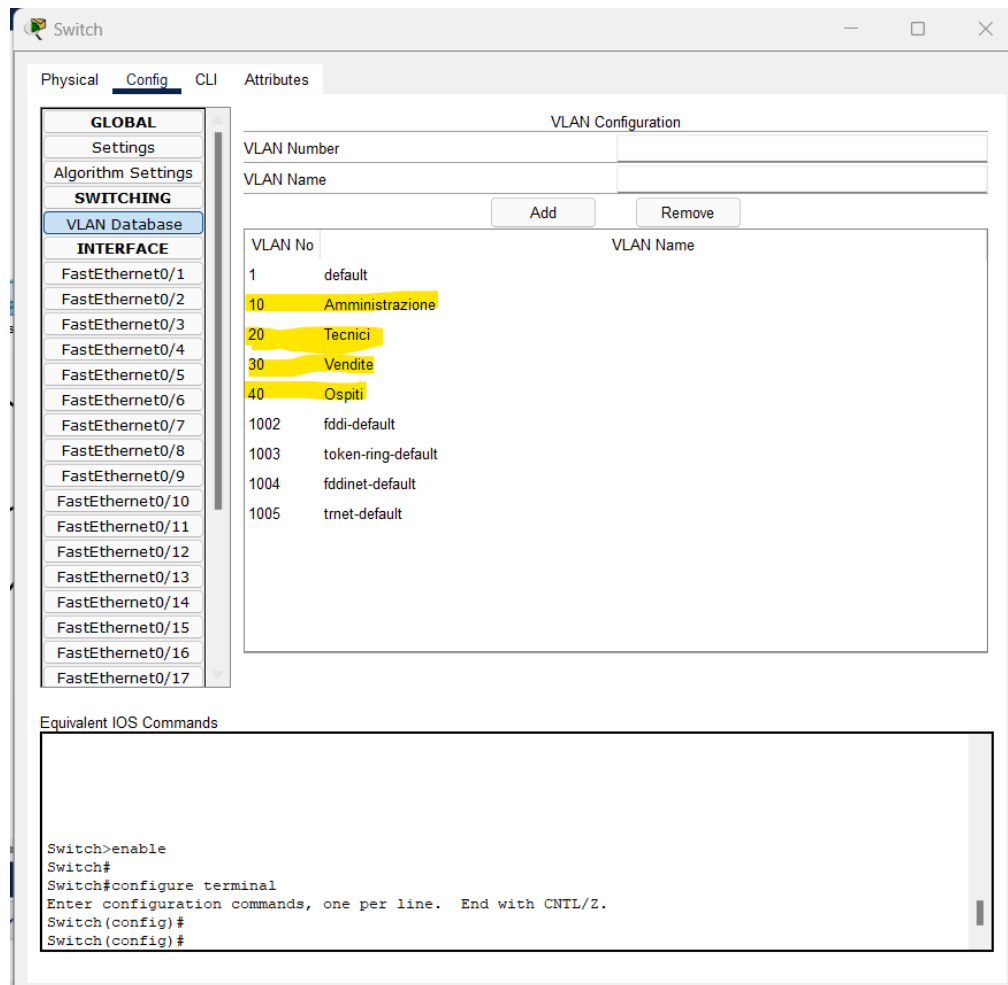 Switch
Physical Config CLI Attributes
GLOBAL
Settings
Algorithm Settings
SWITCHING
VLAN Database
INTERFACE
FastEthernet0/1
FastEthernet0/2
FastEthernet0/3
FastEthernet0/4
FastEthernet0/5
FastEthernet0/6
FastEthernet0/7
FastEthernet0/8
FastEthernet0/9
FastEthernet0/10
FastEthernet0/11
FastEthernet0/12
FastEthernet0/13
FastEthernet0/14
FastEthernet0/15
FastEthernet0/16
FastEthernet0/17
VLAN Configuration
VLAN Number
VLAN Name
Add Remove
VLAN No VLAN Name
1 default
10 Amministrazione
20 Tecnici
30 Vendite
40 Ospiti
1002 fddi-default
1003 token-ring-default
1004 fddinet-default
1005 trnet-default
Equivalent IOS Commands
Switch>enable
Switch#
Switch#configure terminal
Enter configuration commands, one per line. End with CNTL/Z.
Switch(config)#
Switch(config)#